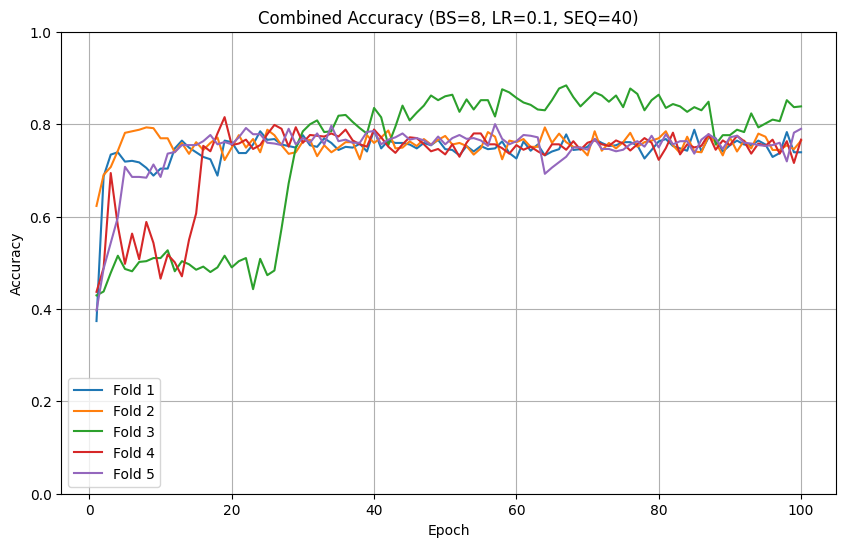 Combined Accuracy (BS=8, LR=0.1, SEQ=40)
1.0
0.8
0.6
0.4
0.2
0.0
Accuracy
Fold 1
Fold 2
Fold 3
Fold 4
Fold 5
0 20 40 60 80 100
Epoch